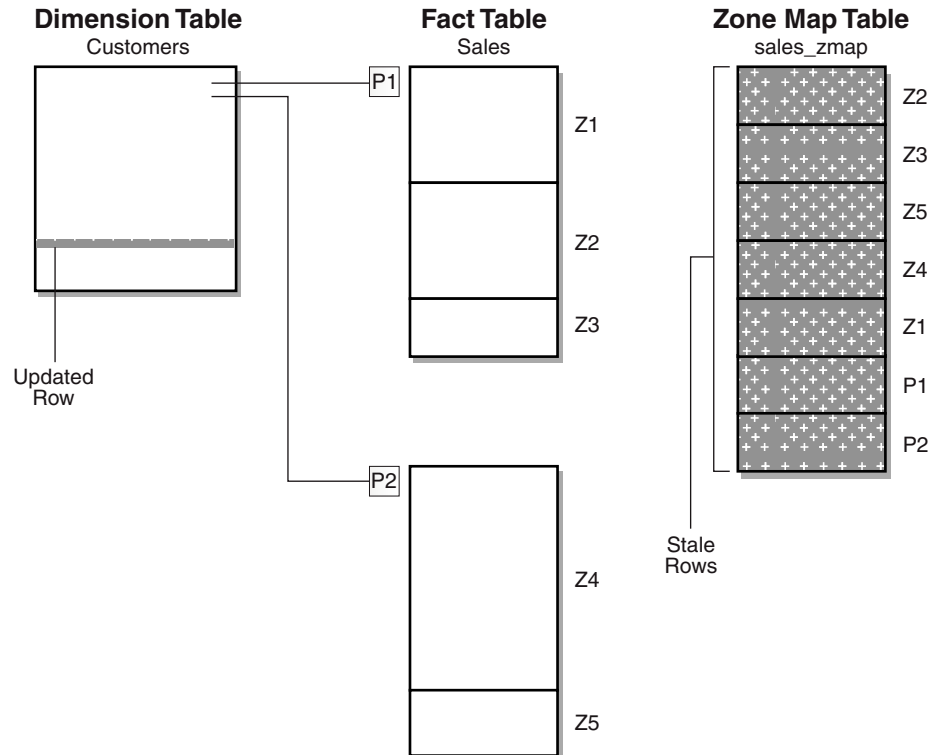 Dimension Table
Customers
Fact Table
Sales
Zone Map Table
sales_zmap
P1
Z1
Z2
Z3
Updated
Row
P2
Z4
Z5
Z2
Z3
Z5
Z4
Z1
P1
P2
Stale
Rows